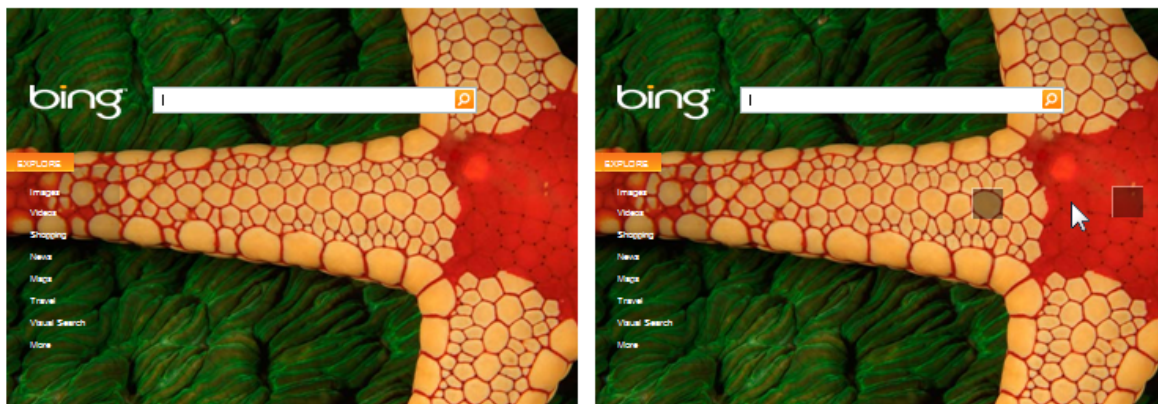 bing
EXPLORE
Images
Videos
Shopping
News
Maps
Travel
Visual Search
More
bing
EXPLORE
Images
Videos
Shopping
News
Maps
Travel
Visual Search
More